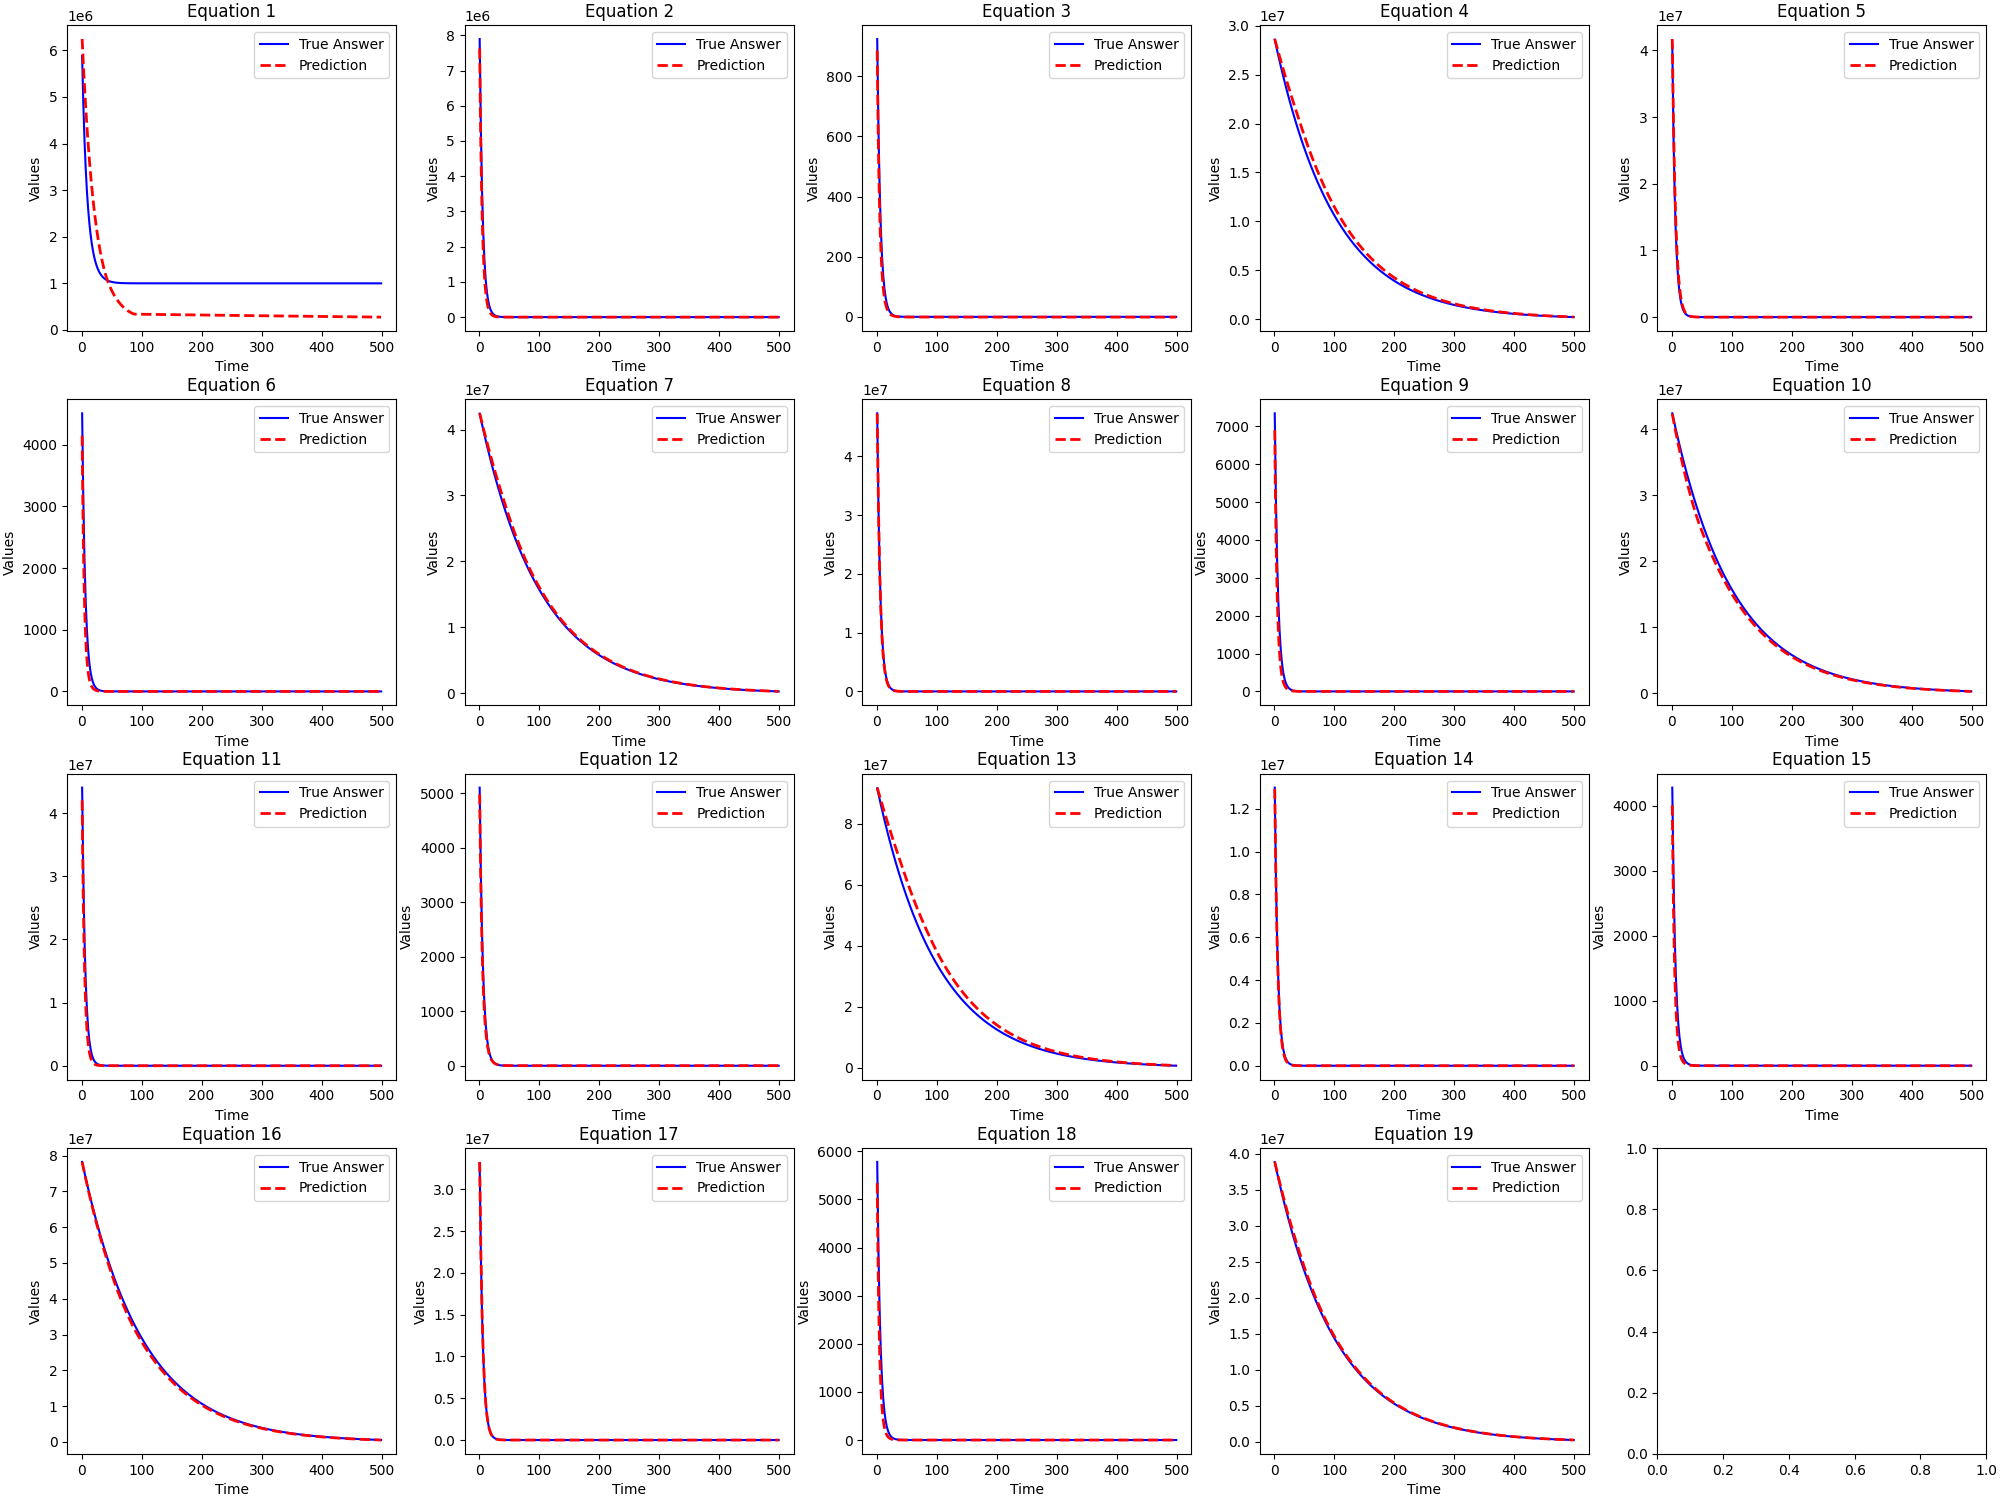 Equation 1
1e6
6
5
4
3
2
1
0
Values
True Answer
Prediction
0 100 200 300 400 500
Time
Equation 2
1e6
8
7
6
5
4
3
2
1
0
Values
True Answer
Prediction
0 100 200 300 400 500
Time
Equation 3
800
600
400
200
0
Values
True Answer
Prediction
0 100 200 300 400 500
Time
Equation 4
1e7
3.0
2.5
2.0
1.5
1.0
0.5
0.0
Values
True Answer
Prediction
0 100 200 300 400 500
Time
Equation 5
1e7
4
3
2
1
0
Values
True Answer
Prediction
0 100 200 300 400 500
Time
Equation 6
4000
3000
2000
1000
0
Values
True Answer
Prediction
0 100 200 300 400 500
Time
Equation 7
1e7
4
3
2
1
0
Values
True Answer
Prediction
0 100 200 300 400 500
Time
Equation 8
1e7
4
3
2
1
0
Values
True Answer
Prediction
0 100 200 300 400 500
Time
Equation 9
7000
6000
5000
4000
3000
2000
1000
0
Values
True Answer
Prediction
0 100 200 300 400 500
Time
Equation 10
1e7
4
3
2
1
0
Values
True Answer
Prediction
0 100 200 300 400 500
Time
Equation 11
1e7
4
3
2
1
0
Values
True Answer
Prediction
0 100 200 300 400 500
Time
Equation 12
5000
4000
3000
2000
1000
0
Values
True Answer
Prediction
0 100 200 300 400 500
Time
Equation 13
1e7
8
6
4
2
0
Values
True Answer
Prediction
0 100 200 300 400 500
Time
Equation 14
1e7
1.2
1.0
0.8
0.6
0.4
0.2
0.0
Values
True Answer
Prediction
0 100 200 300 400 500
Time
Equation 15
4000
3000
2000
1000
0
Values
True Answer
Prediction
0 100 200 300 400 500
Time
Equation 16
1e7
8
7
6
5
4
3
2
1
0
Values
True Answer
Prediction
0 100 200 300 400 500
Time
Equation 17
1e7
3.0
2.5
2.0
1.5
1.0
0.5
0.0
Values
True Answer
Prediction
0 100 200 300 400 500
Time
Equation 18
6000
5000
4000
3000
2000
1000
0
Values
True Answer
Prediction
0 100 200 300 400 500
Time
Equation 19
1e7
4.0
3.5
3.0
2.5
2.0
1.5
1.0
0.5
0.0
Values
True Answer
Prediction
0 100 200 300 400 500
Time
1.0
0.8
0.6
0.4
0.2
0.0
0.0 0.2 0.4 0.6 0.8 1.0